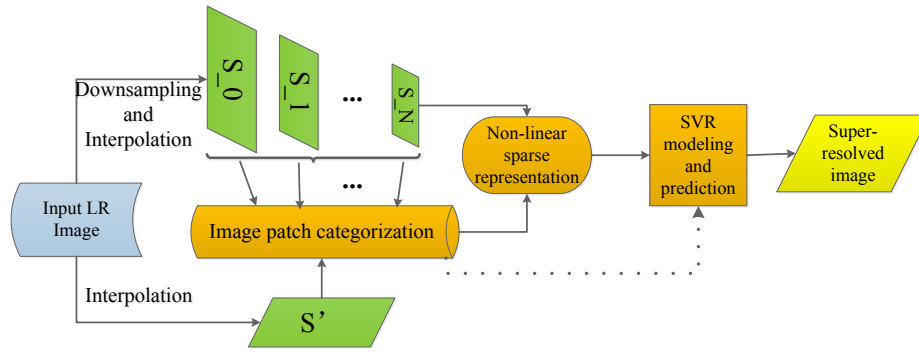 S_0
S_1
...
S_N
Downsampling
and
Interpolation
Non-linear
sparse
representation
SVR
modeling
and
prediction
Super-
resolved
image
...
Input LR
Image
Image patch categorization
Interpolation
S’